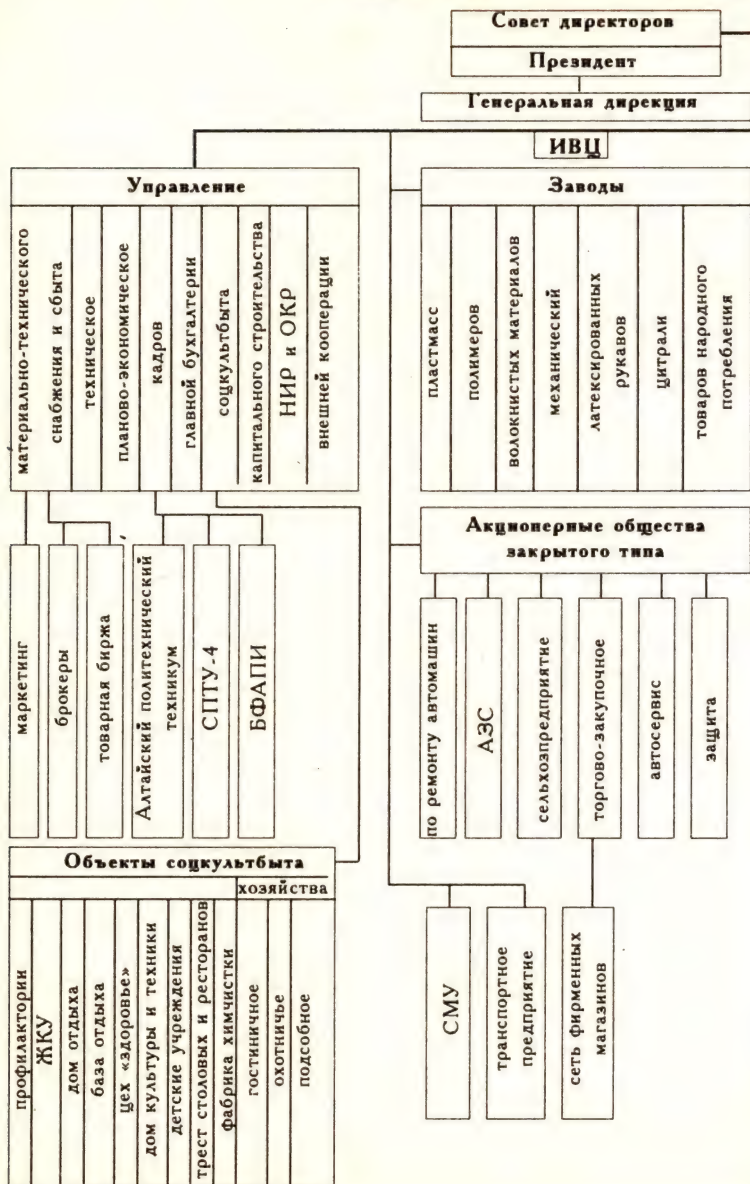 Совет директоров
Президент
Генеральная дирекция
ИВЦ
Управление
материально-технического
снабжения и сбыта
техническое
планово-экономическое
кадров
главной бухгалтерии
соцкультбыта
капитального строительства
НИР и ОКР
внешней кооперации
Заводы
пластмасс
полимеров
волокнистых материалов
механический
латексированных
рукавов
цитрали
товаров народного
потребления
маркетинг
брокеры
товарная биржа
Алтайский политехнический
техникум
СПТУ-4
БФАПИ
Акционерные общества
закрытого типа
по ремонту автомашин
АЗС
сельхозпредприятие
торгово-закупочное
автосервис
защита
Объекты соцкультбыта
хозяйства
профилактории
ЖКУ
дом отдыха
база отдыха
цех «здоровье»
дом культуры и техники
детские учреждения
трест столовых и ресторанов
фабрика химчистки
гостиничное
охотничье
подсобное
СМУ
транспортное
предприятие
сеть фирменных
магазинов